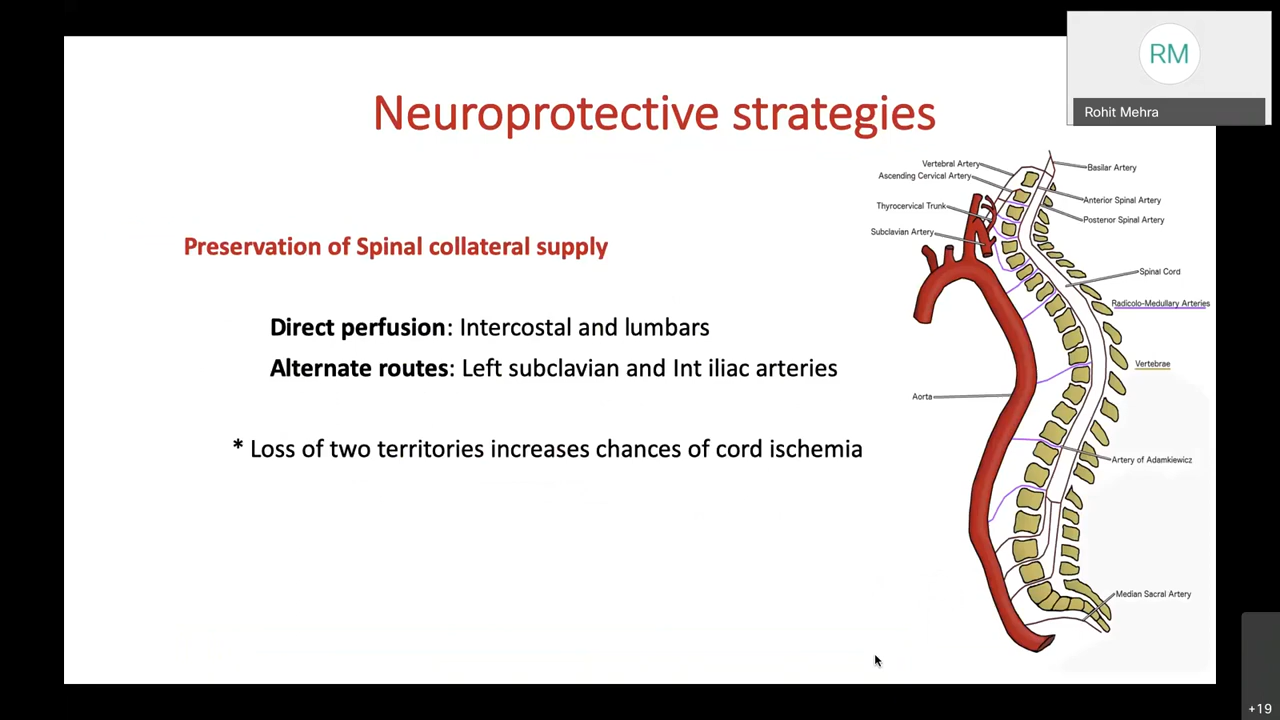 RM
Rohit Mehra
Neuroprotective strategies
Preservation of Spinal collateral supply
Direct perfusion: Intercostal and lumbars
Alternate routes: Left subclavian and Int iliac arteries
* Loss of two territories increases chances of cord ischemia
Vertebral Artery
Ascending Cervical Artery
Thyrocervical Trunk
Subclavian Artery
Aorta
Basilar Artery
Anterior Spinal Artery
Posterior Spinal Artery
Spinal Cord
Radicolo-Medullary Arteries
Vertebrae
Artery of Adamkiewicz
Median Sacral Artery
+19